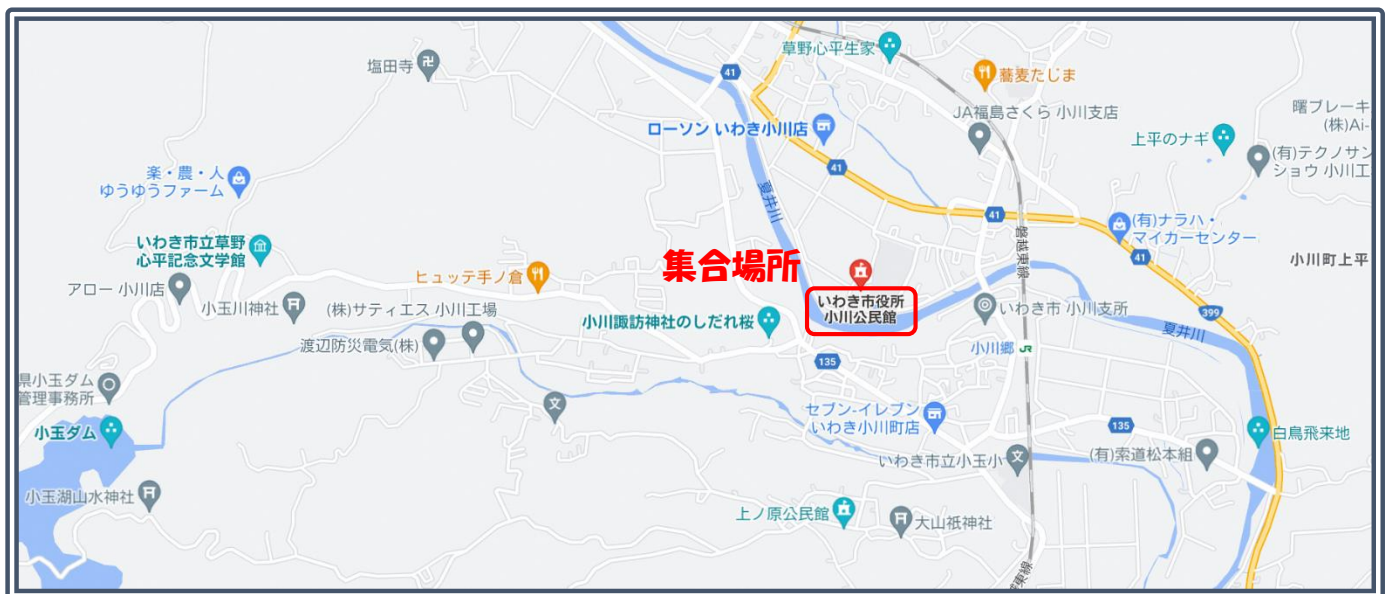 草野心平生家
塩田寺
41
蕎麦たじま
JA福島さくら 小川支店
曙ブレーキ
(株)Ai-
ローソン いわき小川店
上平のナギ
(有)テクノサン
ショウ 小川工
楽・農・人
ゆうゆうファーム
41
夏井川
41
(有)ナラハ・
マイカーセンター
磐越東線
いわき市立草野
心平記念文学館
集合場所
41
小川町上平
ヒュッテ手ノ倉
アロー 小川店
小玉川神社
(株)サティエス 小川工場
いわき市役所
小川公民館
いわき市 小川支所
399
小川諏訪神社のしだれ桜
夏井川
渡辺防災電気(株)
小川郷 JR
135
県小玉ダム
管理事務所
文
セブン-イレブン
いわき小川町店
小玉ダム
135
白鳥飛来地
いわき市立小玉小
文
(有)索道松本組
小玉湖山水神社
上ノ原公民館
大山祇神社
東線